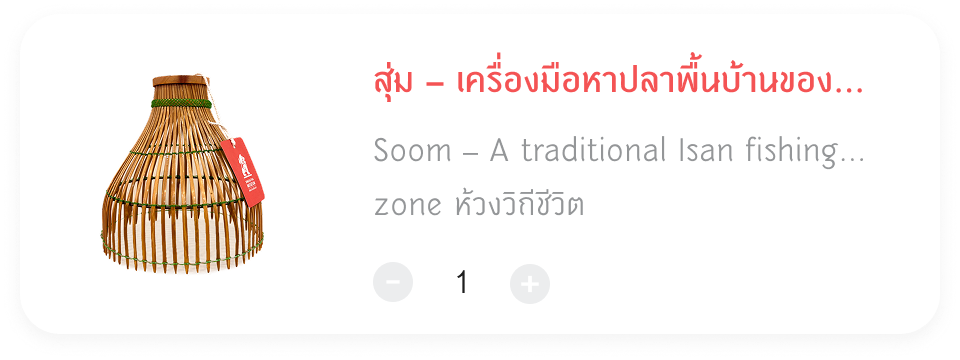 สุ่ม – เครื่องมือหาปลาพื้นบ้านของ...
Soom – A traditional Isan fishing...
zone ห้วงวิถีชีวิต
1